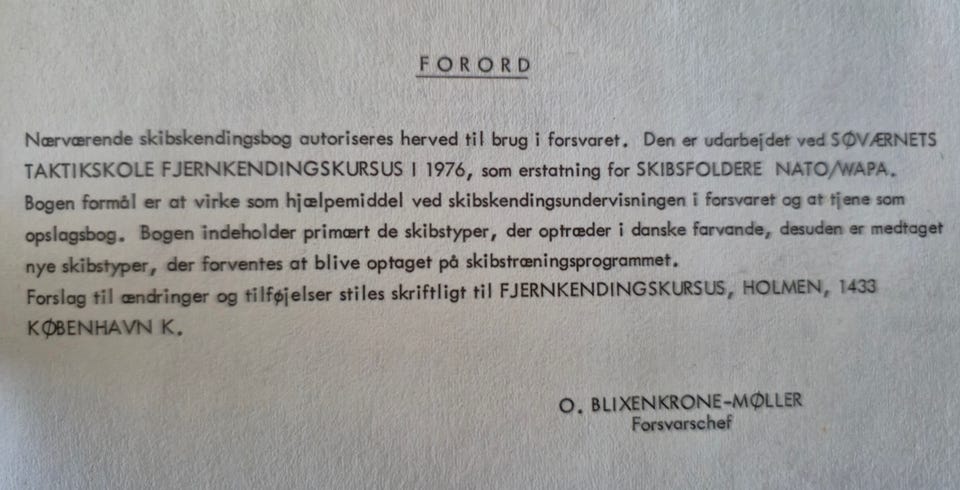 FORORD
Nærværende skibskendingsbog autoriseres herved til brug i forsvaret. Den er udarbejdet ved SØVÆRNETS
TAKTIKSKOLE FJERNKENDINGSKURSUS I 1976, som erstatning for SKIBSFOLDERE NATO/WAPA.
Bogen formål er at virke som hjælpemiddel ved skibskendingsundervisningen i forsvaret og at tjene som
opslagsbog. Bogen indeholder primært de skibstyper, der optræder i danske farvande, desuden er medtaget
nye skibstyper, der forventes at blive optaget på skibstræningsprogrammet.
Forslag til ændringer og tilføjelser stiles skriftligt til FJERNKENDINGSKURSUS, HOLMEN, 1433
KØBENHAVN K.
O. BLIXENKRONE-MØLLER
Forsvarschef